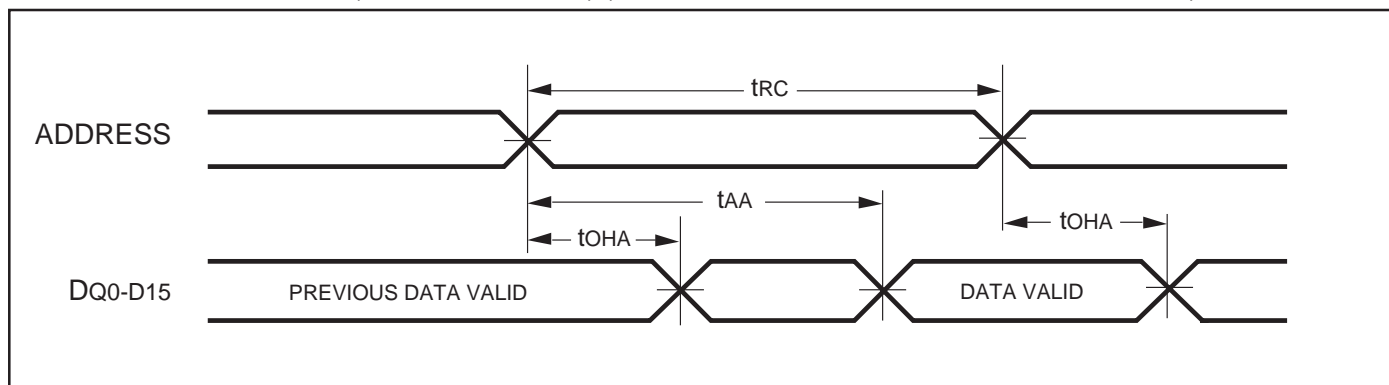 tRC
ADDRESS
tAA
tOHA
tOHA
DQ0-D15
PREVIOUS DATA VALID
DATA VALID